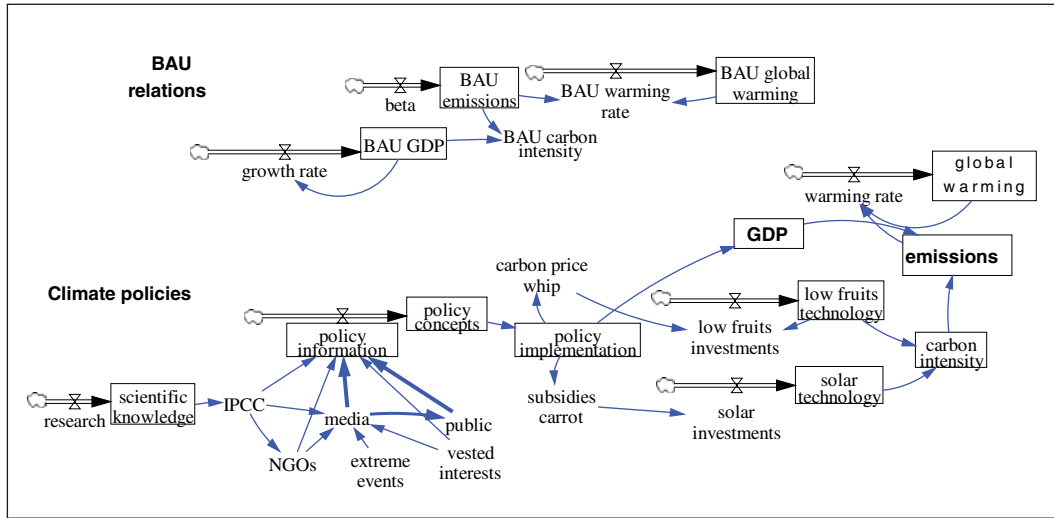 BAU
relations
beta
BAU
emissions
BAU warming
rate
BAU global
warming
growth rate
BAU GDP
BAU carbon
intensity
warming rate
global
warming
GDP
emissions
Climate policies
policy
information
policy
concepts
carbon price
whip
policy
implementation
low fruits
investments
low fruits
technology
carbon
intensity
research
scientific
knowledge
IPCC
media
public
NGOs
extreme
events
vested
interests
subsidies
carrot
solar
investments
solar
technology